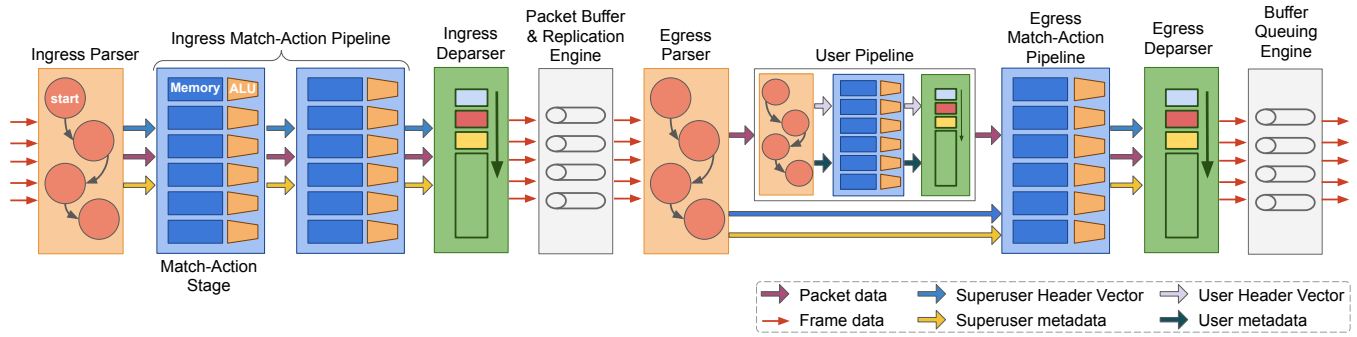 Ingress Parser
Ingress Match-Action Pipeline
Ingress
Deparser
Packet Buffer
& Replication
Engine
Egress
Parser
User Pipeline
Egress
Match-Action
Pipeline
Egress
Deparser
Buffer
Queuing
Engine
start
Memory
ALU
Match-Action
Stage
Packet data
Superuser Header Vector
User Header Vector
Frame data
Superuser metadata
User metadata